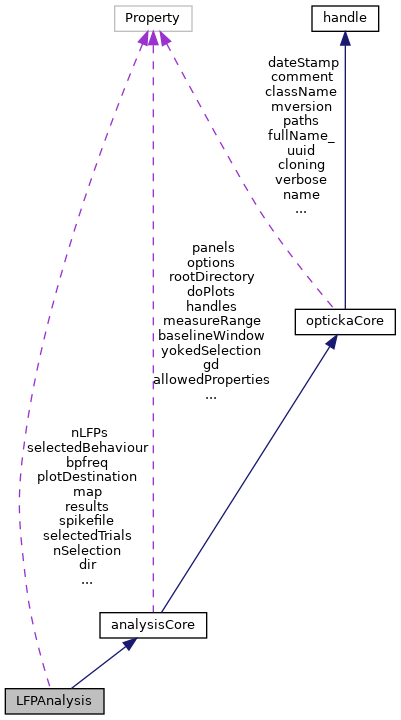 Property
handle
dateStamp
comment
className
mversion
paths
fullName_
uuid
cloning
verbose
name
...
panels
options
rootDirectory
doPlots
handles
measureRange
baselineWindow
yokedSelection
gd
allowedProperties
...
optickaCore
nLFPs
selectedBehaviour
bpfreq
plotDestination
map
results
spikefile
selectedTrials
nSelection
dir
...
analysisCore
LFPAnalysis